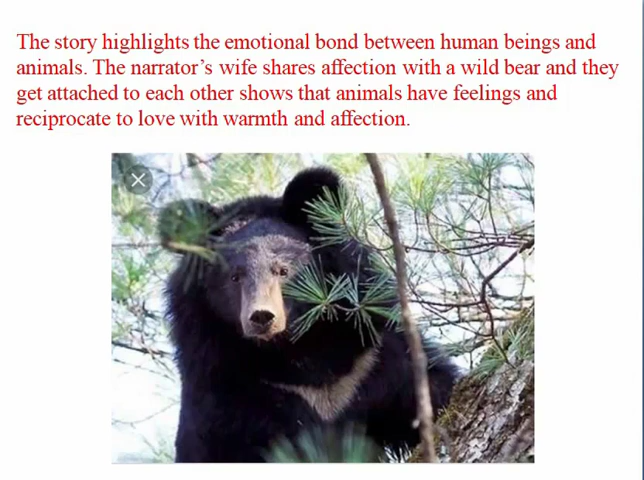 The story highlights the emotional bond between human beings and
animals. The narrator’s wife shares affection with a wild bear and they
get attached to each other shows that animals have feelings and
reciprocate to love with warmth and affection.